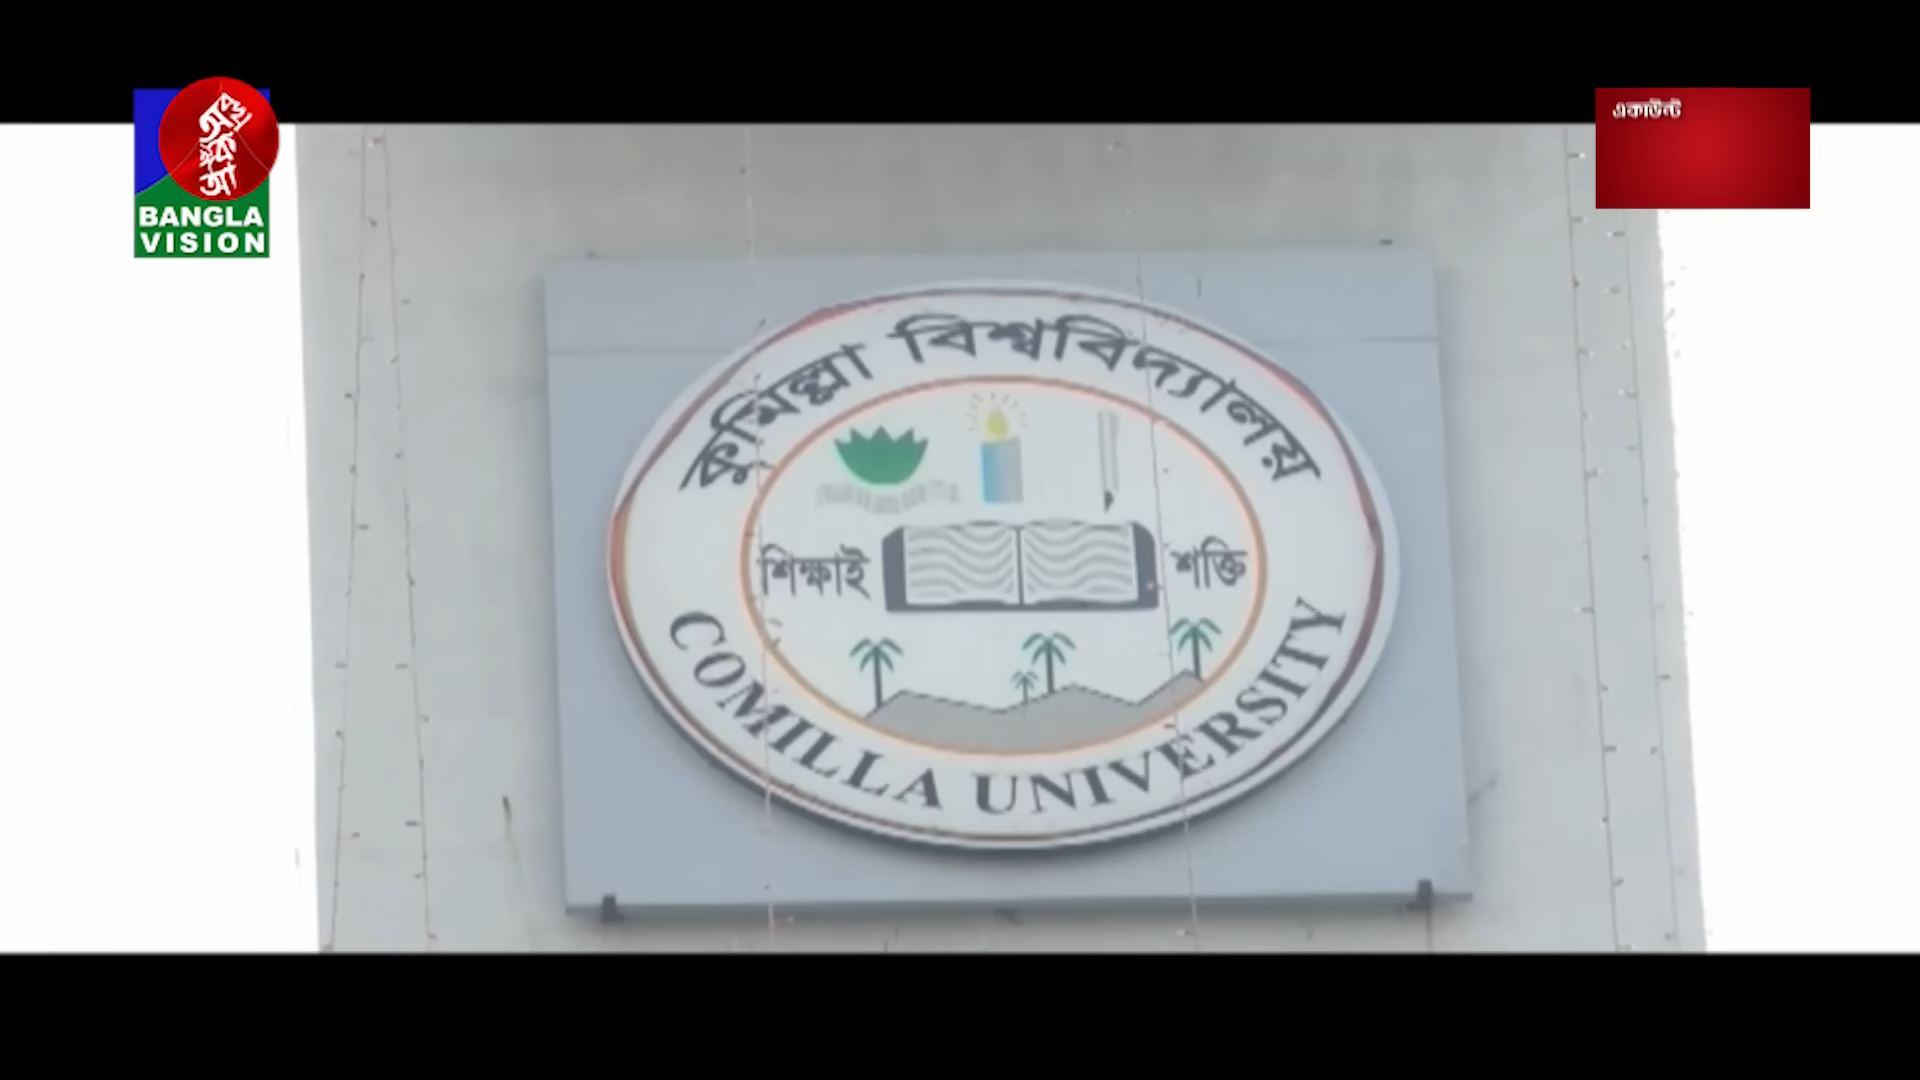 BANGLA
VISION
একাউন্ট
কুমিল্লা বিশ্ববিদ্যালয়
শিক্ষাই শক্তি
COMILLA UNIVERSITY